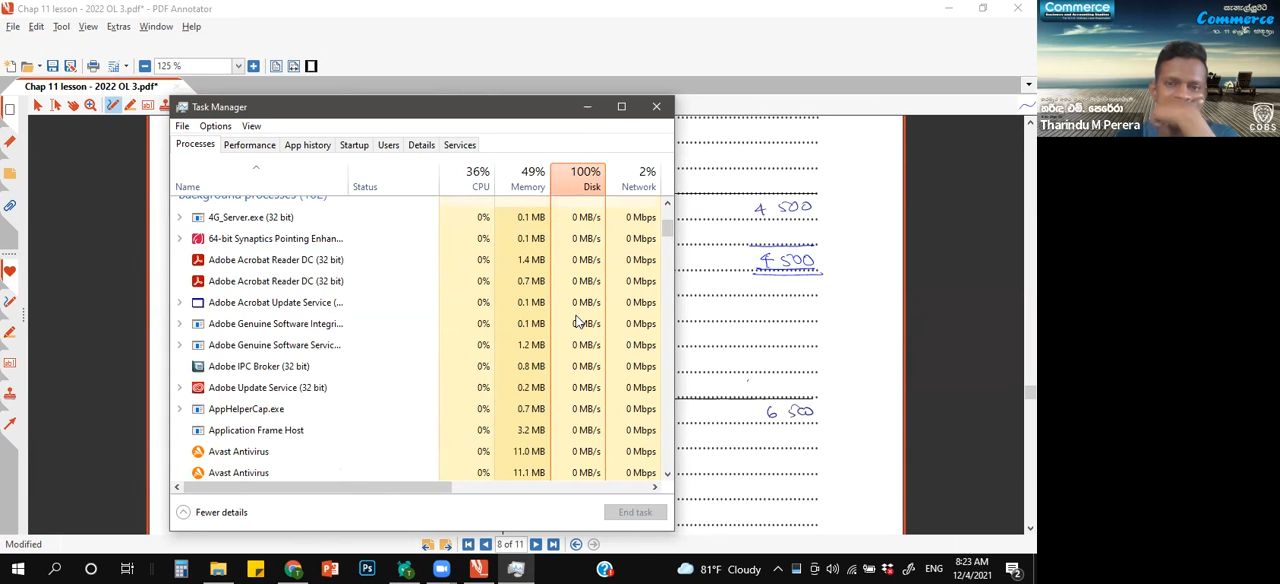 Chap 11 lesson - 2022 OL 3.pdf* - PDF Annotator
File Edit Tool View Extras Window Help
125 %
Chap 11 lesson - 2022 OL 3.pdf*
Task Manager
File Options View
Processes Performance App history Startup Users Details Services
36% 49% 100% 2%
Name Status CPU Memory Disk Network
4G_Server.exe (32 bit) 0% 0.1 MB 0 MB/s 0 Mbps
64-bit Synaptics Pointing Enhan... 0% 0.1 MB 0 MB/s 0 Mbps
Adobe Acrobat Reader DC (32 bit) 0% 1.4 MB 0 MB/s 0 Mbps
Adobe Acrobat Reader DC (32 bit) 0% 0.7 MB 0 MB/s 0 Mbps
Adobe Acrobat Update Service (... 0% 0.1 MB 0 MB/s 0 Mbps
Adobe Genuine Software Integri... 0% 0.1 MB 0 MB/s 0 Mbps
Adobe Genuine Software Servic... 0% 1.2 MB 0 MB/s 0 Mbps
Adobe IPC Broker (32 bit) 0% 0.8 MB 0 MB/s 0 Mbps
Adobe Update Service (32 bit) 0% 0.2 MB 0 MB/s 0 Mbps
AppHelperCap.exe 0% 0.7 MB 0 MB/s 0 Mbps
Application Frame Host 0% 3.2 MB 0 MB/s 0 Mbps
Avast Antivirus 0% 11.0 MB 0 MB/s 0 Mbps
Avast Antivirus 0% 11.1 MB 0 MB/s 0 Mbps
Fewer details End task
4 500
4 500
6 500
Modified 8 of 11
81°F Cloudy ENG 8:23 AM
12/4/2021
2
Commerce
Business and Accounting Studies
Commerce
තරිඳු එම්. පෙරේරා
Tharindu M Perera
COBS